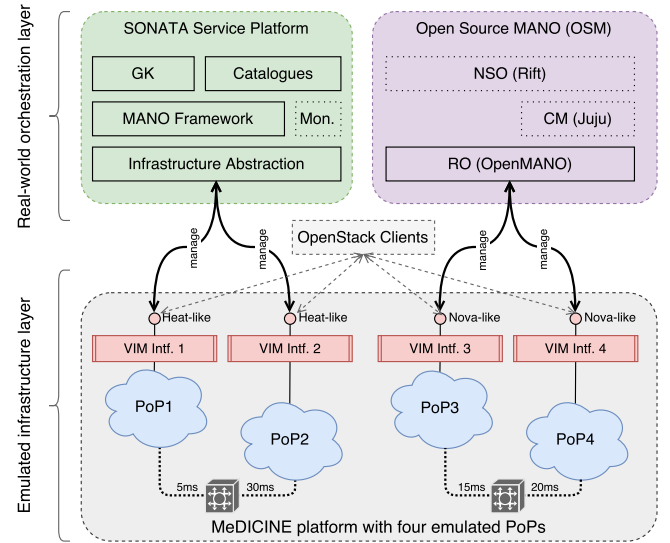 Real-world orchestration layer
SONATA Service Platform
GK
Catalogues
MANO Framework
Mon.
Infrastructure Abstraction
Open Source MANO (OSM)
NSO (Rift)
CM (Juju)
RO (OpenMANO)
manage
manage
OpenStack Clients
manage
manage
Emulated infrastructure layer
Heat-like
Heat-like
Nova-like
Nova-like
VIM Intf. 1
VIM Intf. 2
VIM Intf. 3
VIM Intf. 4
PoP1
PoP2
PoP3
PoP4
5ms
30ms
15ms
20ms
MeDICINE platform with four emulated PoPs